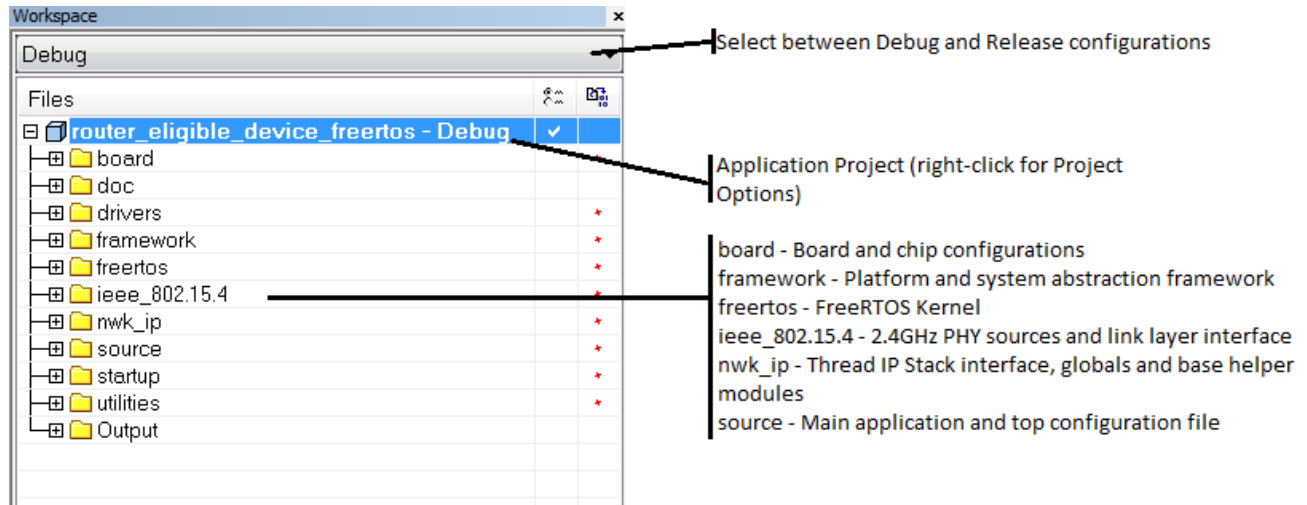 Workspace
x
Debug
Select between Debug and Release configurations
Files
router_eligible_device_freertos - Debug
board
doc
drivers
framework
freertos
ieee_802.15.4
nwk_ip
source
startup
utilities
Output
Application Project (right-click for Project
Options)
board - Board and chip configurations
framework - Platform and system abstraction framework
freertos - FreeRTOS Kernel
ieee_802.15.4 - 2.4GHz PHY sources and link layer interface
nwk_ip - Thread IP Stack interface, globals and base helper
modules
source - Main application and top configuration file